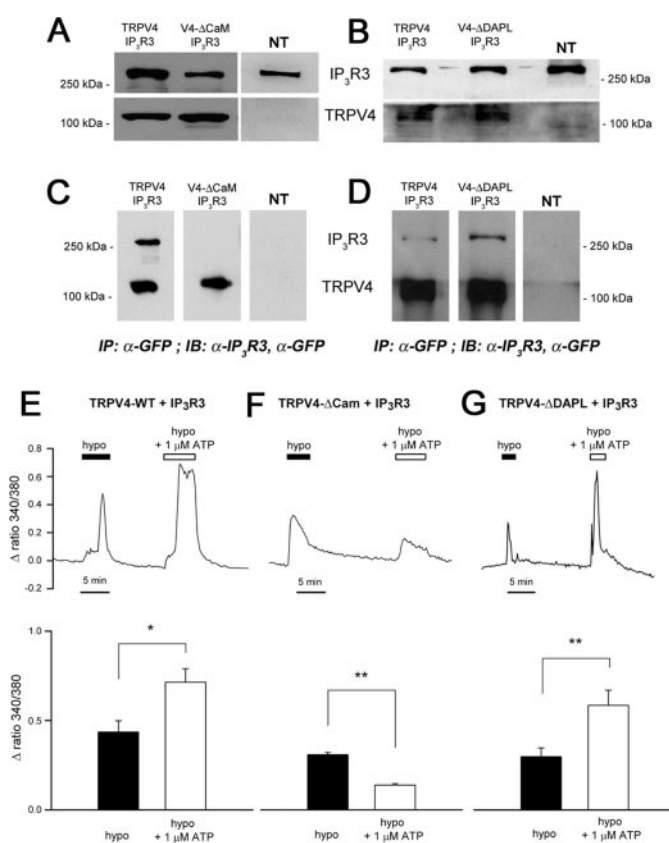 A
TRPV4
IP₃R3
V4-ΔCaM
IP₃R3
NT
250 kDa -
100 kDa -
B
TRPV4
IP₃R3
V4-ΔDAPL
IP₃R3
NT
IP₃R3
TRPV4
- 250 kDa
- 100 kDa
C
TRPV4
IP₃R3
V4-ΔCaM
IP₃R3
NT
250 kDa -
100 kDa -
IP: α-GFP ; IB: α-IP₃R3, α-GFP
D
TRPV4
IP₃R3
V4-ΔDAPL
IP₃R3
NT
IP₃R3
TRPV4
- 250 kDa
- 100 kDa
IP: α-GFP ; IB: α-IP₃R3, α-GFP
E
TRPV4-WT + IP₃R3
hypo
hypo
+ 1 μM ATP
Δ ratio 340/380
0.8
0.6
0.4
0.2
0.0
-0.2
5 min
F
TRPV4-ΔCam + IP₃R3
hypo
hypo
+ 1 μM ATP
5 min
G
TRPV4-ΔDAPL + IP₃R3
hypo
hypo
+ 1 μM ATP
5 min
Δ ratio 340/380
1.0
0.5
0.0
*
hypo
hypo
+ 1 μM ATP
**
hypo
hypo
+ 1 μM ATP
**
hypo
hypo
+ 1 μM ATP